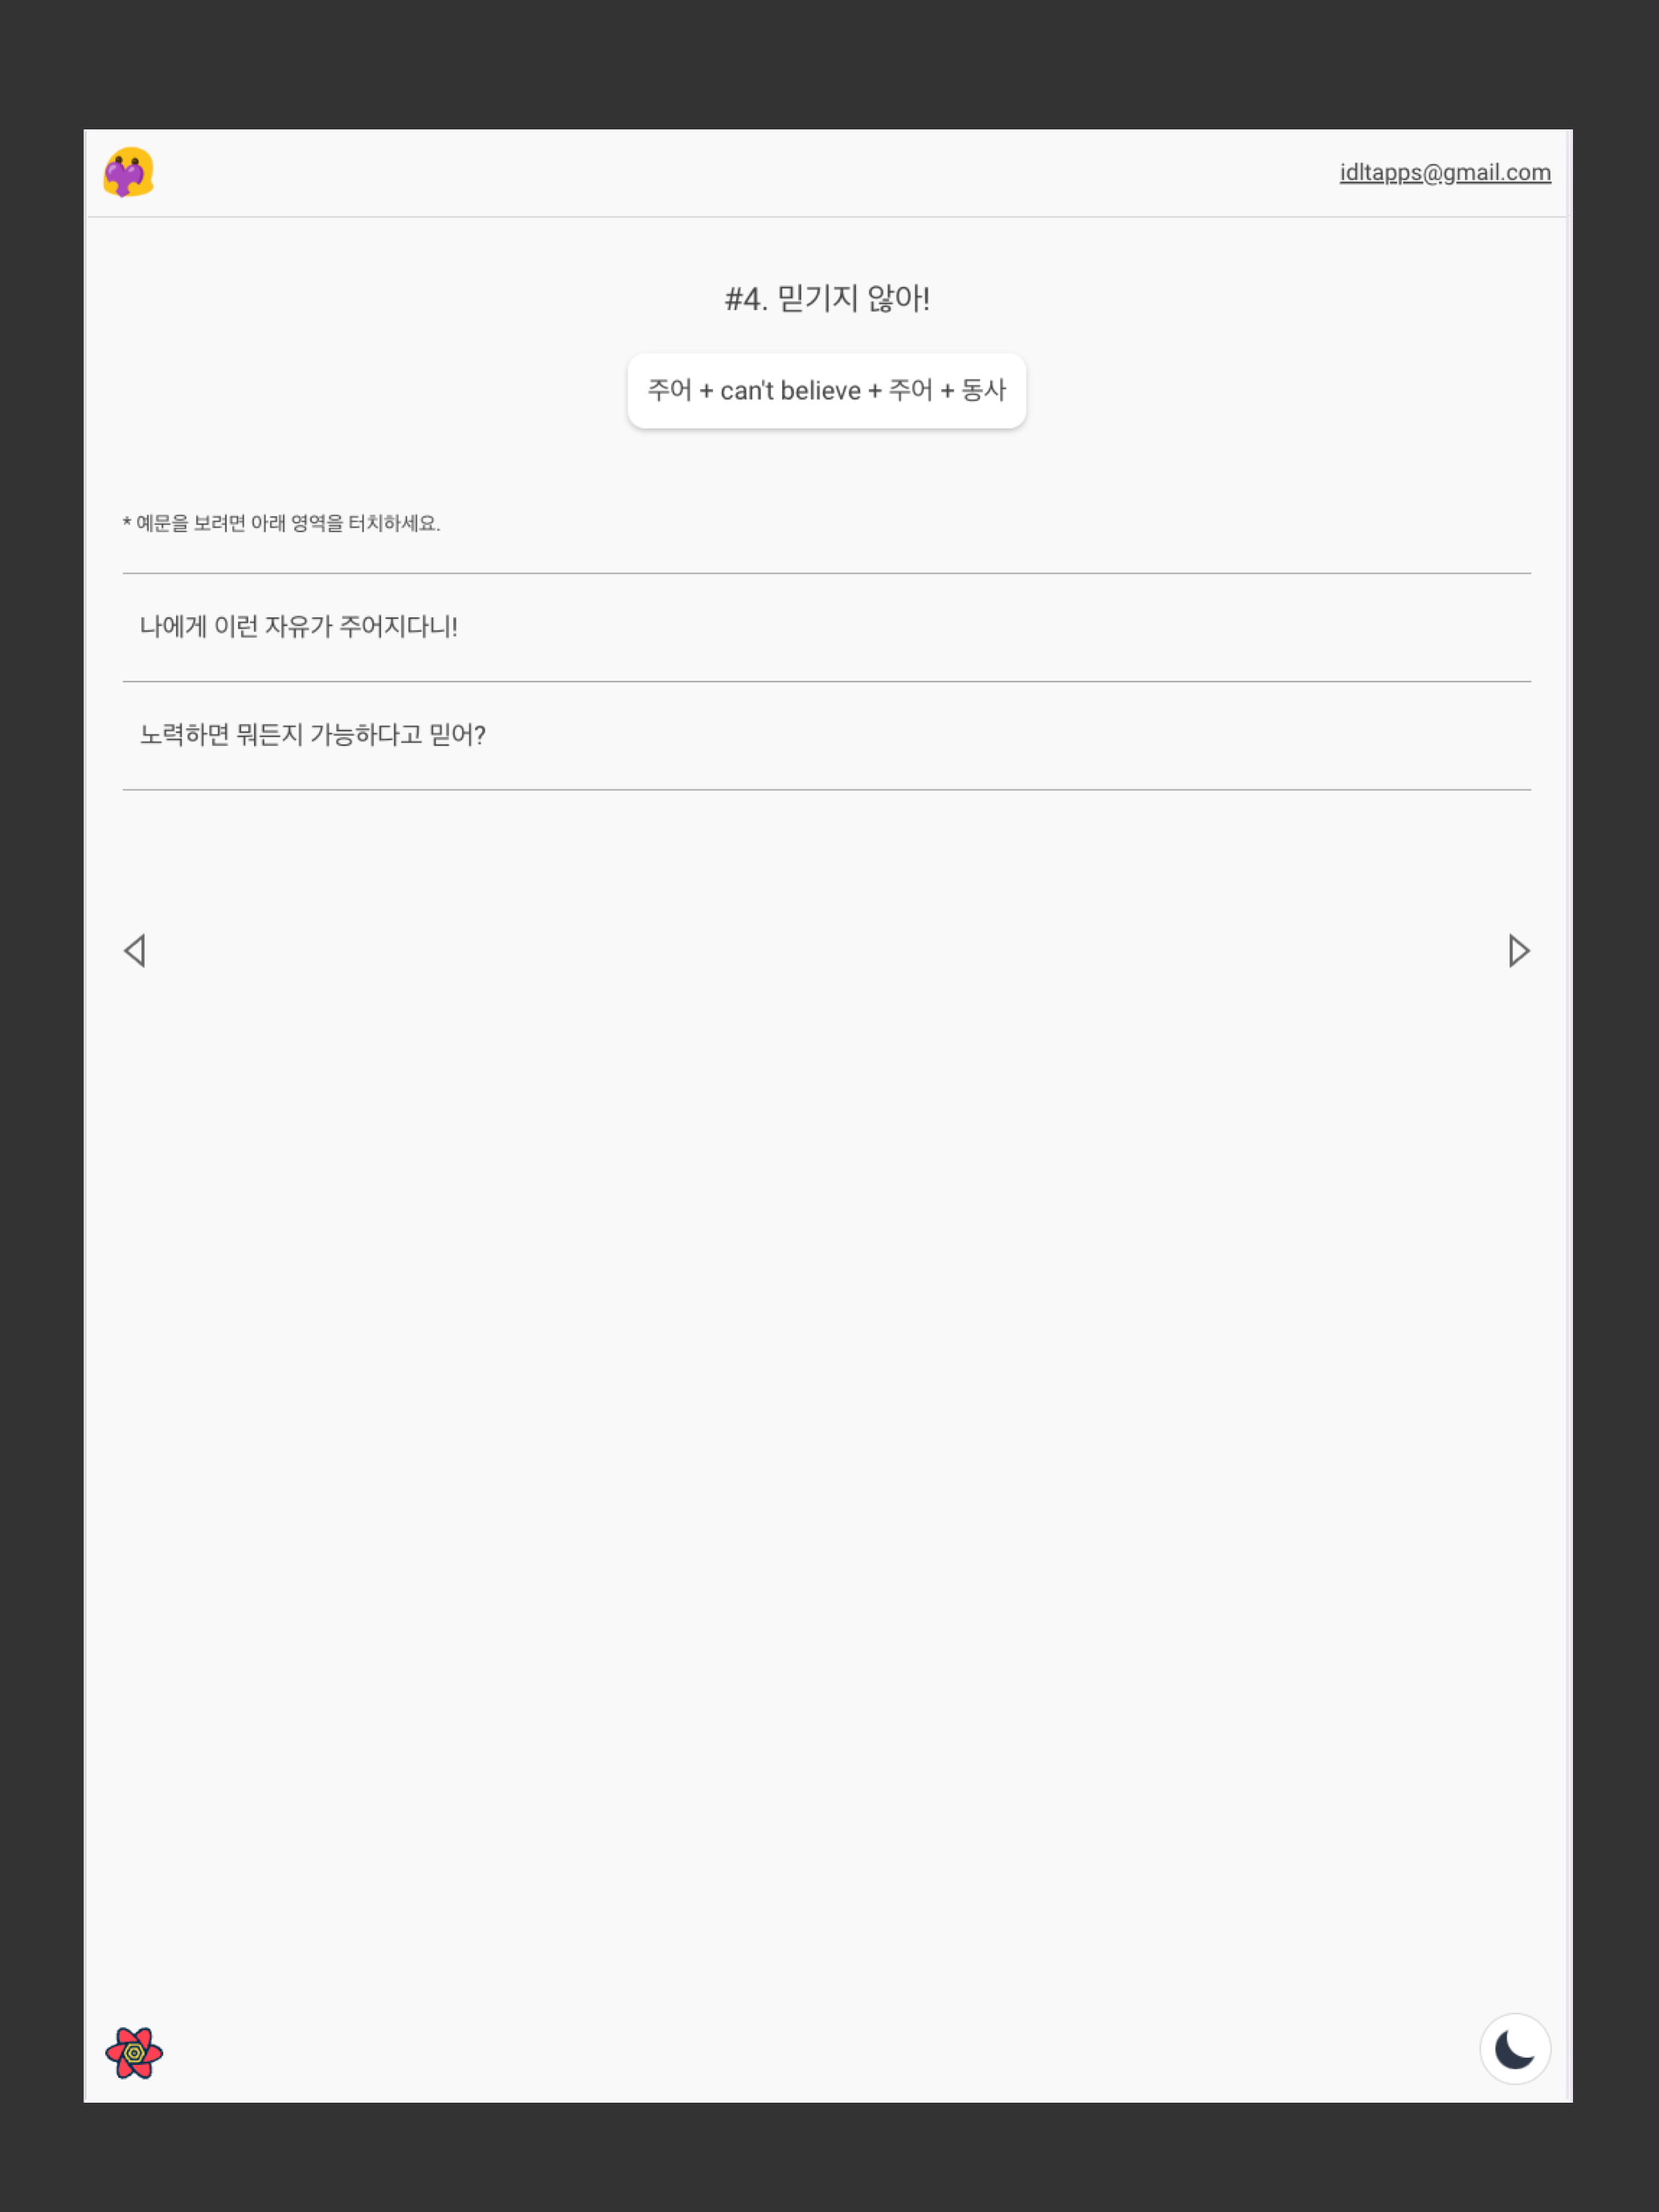 idltapps@gmail.com
#4. 믿기지 않아!
주어 + can't believe + 주어 + 동사
* 예문을 보려면 아래 영역을 터치하세요.
나에게 이런 자유가 주어지다니!
노력하면 뭐든지 가능하다고 믿어?